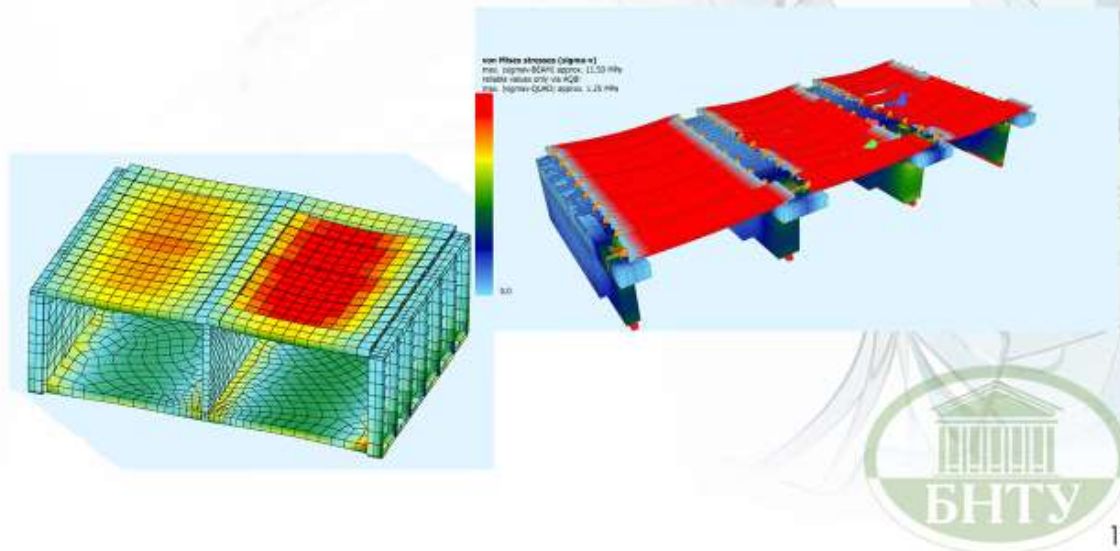 von Mises stresses (sigma-v)
max. (sigmav-BEAM) approx. 11.50 MPa
reliable values only via AQB
max. (sigmav-QUAD) approx. 1.25 MPa
0.0
БНТУ
1